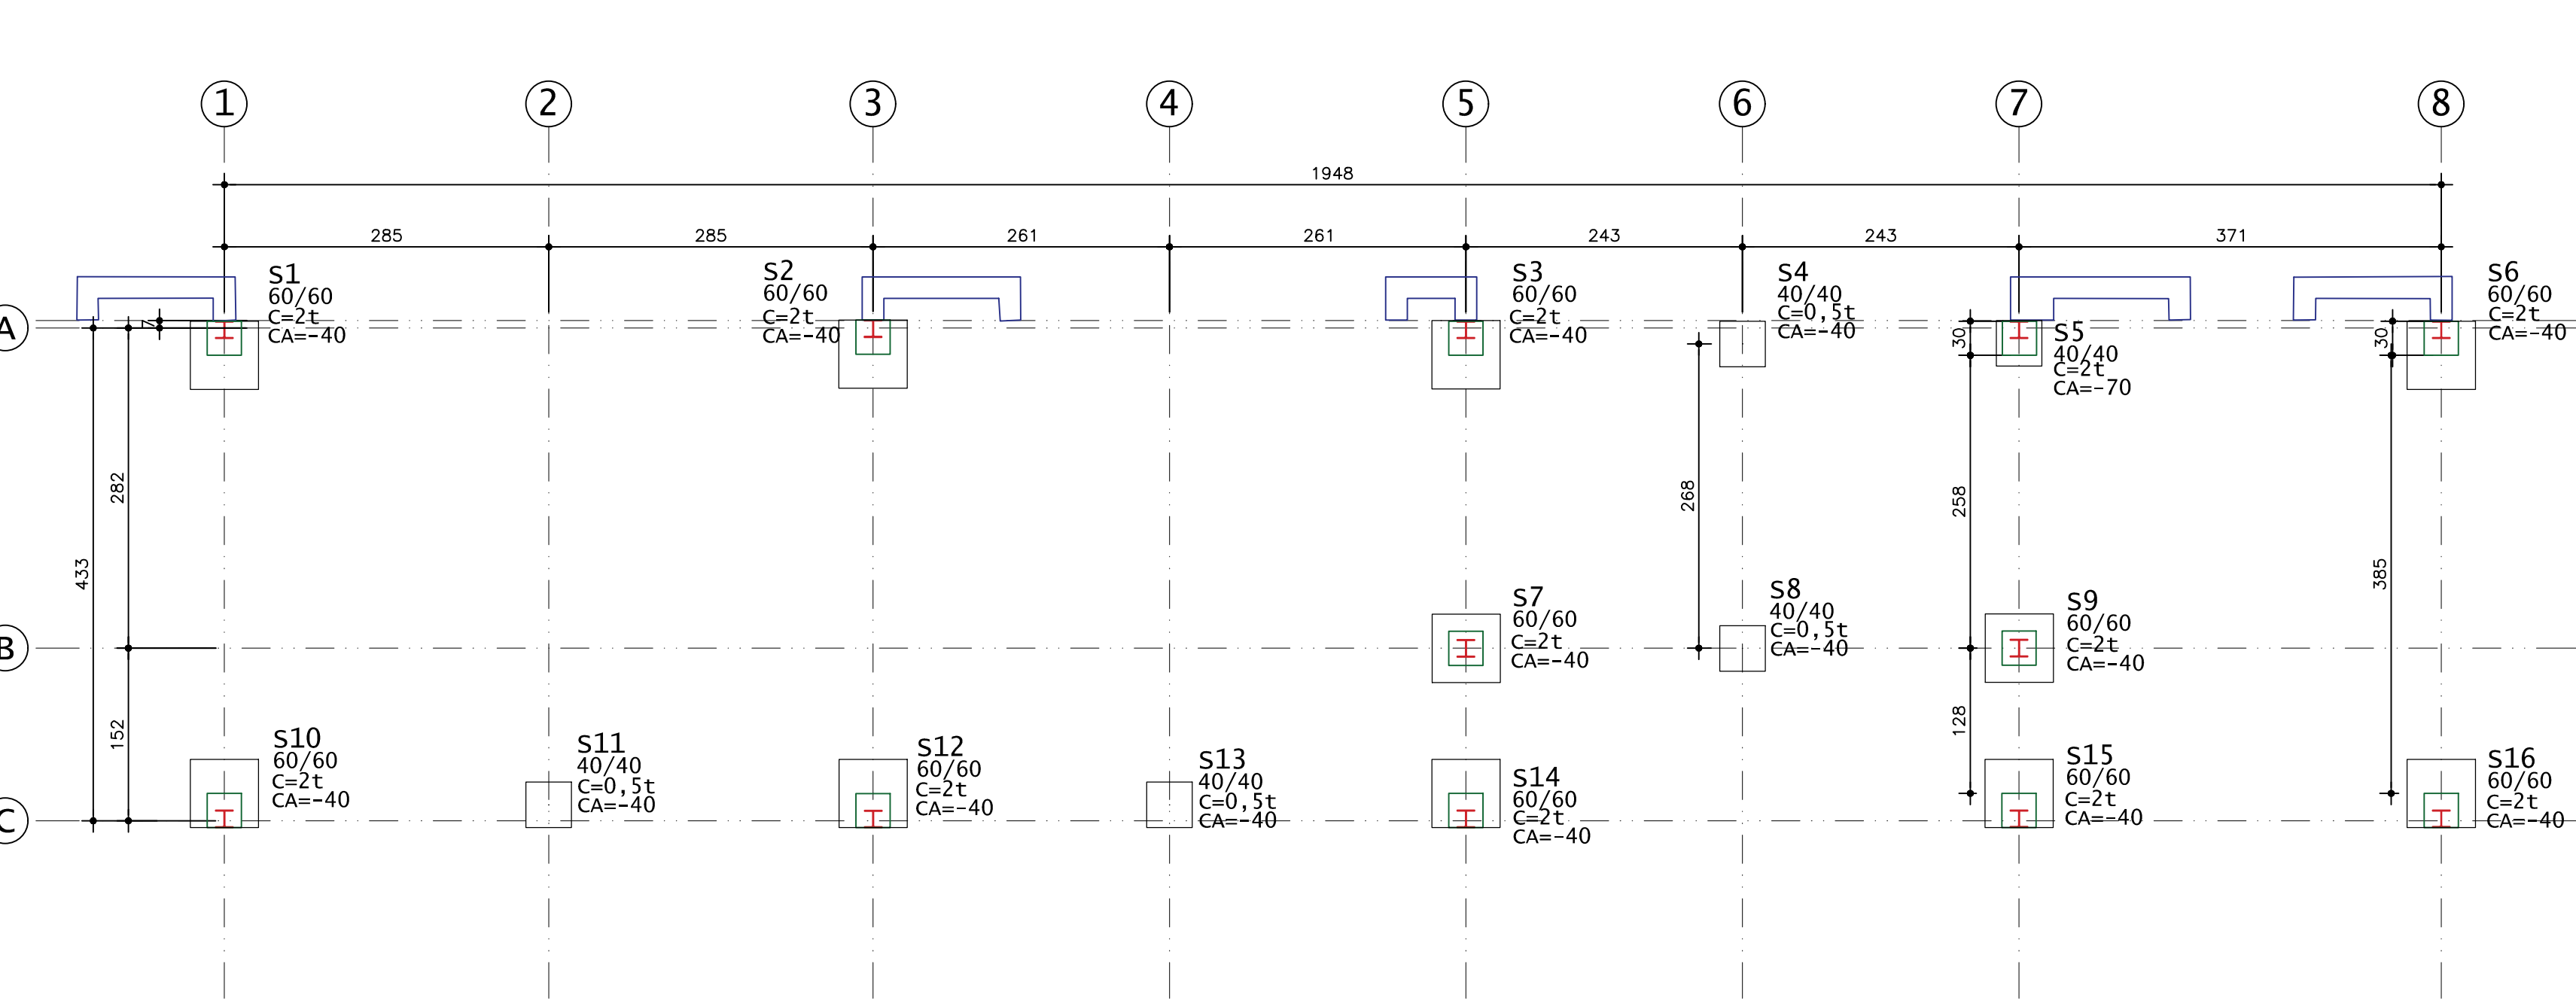 1 2 3 4 5 6 7 8
1948
285 285 261 261 243 243 371
A
7
S1
60/60
C=2t
CA=-40
S2
60/60
C=2t
CA=-40
S3
60/60
C=2t
CA=-40
S4
40/40
C=0,5t
CA=-40
30
S5
40/40
C=2t
CA=-70
30
S6
60/60
C=2t
CA=-40
282
433
268
258
385
B
S7
60/60
C=2t
CA=-40
S8
40/40
C=0,5t
CA=-40
S9
60/60
C=2t
CA=-40
152
128
C
S10
60/60
C=2t
CA=-40
S11
40/40
C=0,5t
CA=-40
S12
60/60
C=2t
CA=-40
S13
40/40
C=0,5t
CA=-40
S14
60/60
C=2t
CA=-40
S15
60/60
C=2t
CA=-40
S16
60/60
C=2t
CA=-40